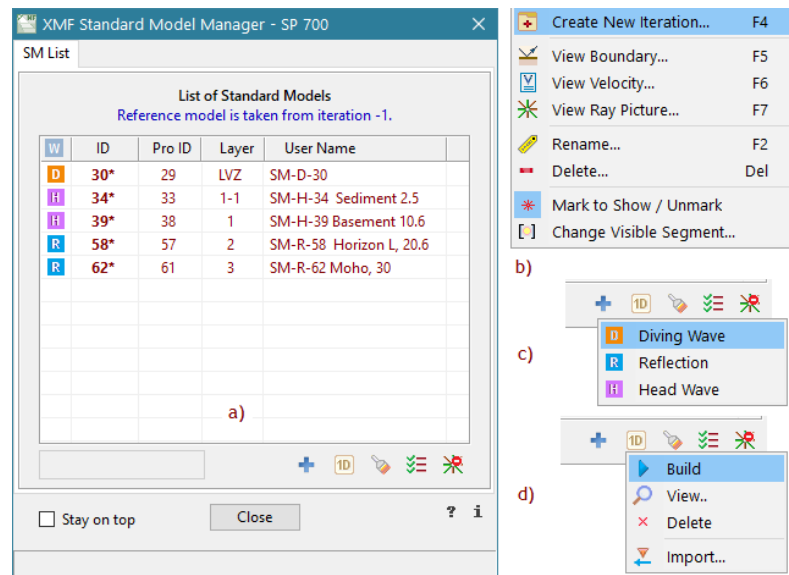 XMF Standard Model Manager - SP 700
SM List
List of Standard Models
Reference model is taken from iteration -1.
W ID Pro ID Layer User Name
D 30* 29 LVZ SM-D-30
H 34* 33 1-1 SM-H-34 Sediment 2.5
H 39* 38 1 SM-H-39 Basement 10.6
R 58* 57 2 SM-R-58 Horizon L, 20.6
R 62* 61 3 SM-R-62 Moho, 30
a)
1D
Stay on top
Close
? i
Create New Iteration... F4
View Boundary... F5
V View Velocity... F6
View Ray Picture... F7
Rename... F2
Delete... Del
Mark to Show / Unmark
Change Visible Segment...
b)
1D
D Diving Wave
c)
R Reflection
H Head Wave
1D
Build
d)
View..
Delete
Import...